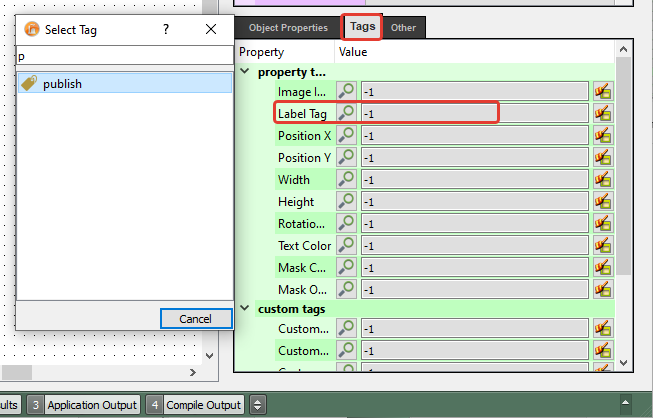 Select Tag
?
p
publish
Cancel
Object Properties
Tags
Other
Property Value
property t...
Image I... -1
Label Tag -1
Position X -1
Position Y -1
Width -1
Height -1
Rotatio... -1
Text Color -1
Mask C... -1
Mask O... -1
custom tags
Custom... -1
Custom... -1
ults 3 Application Output 4 Compile Output